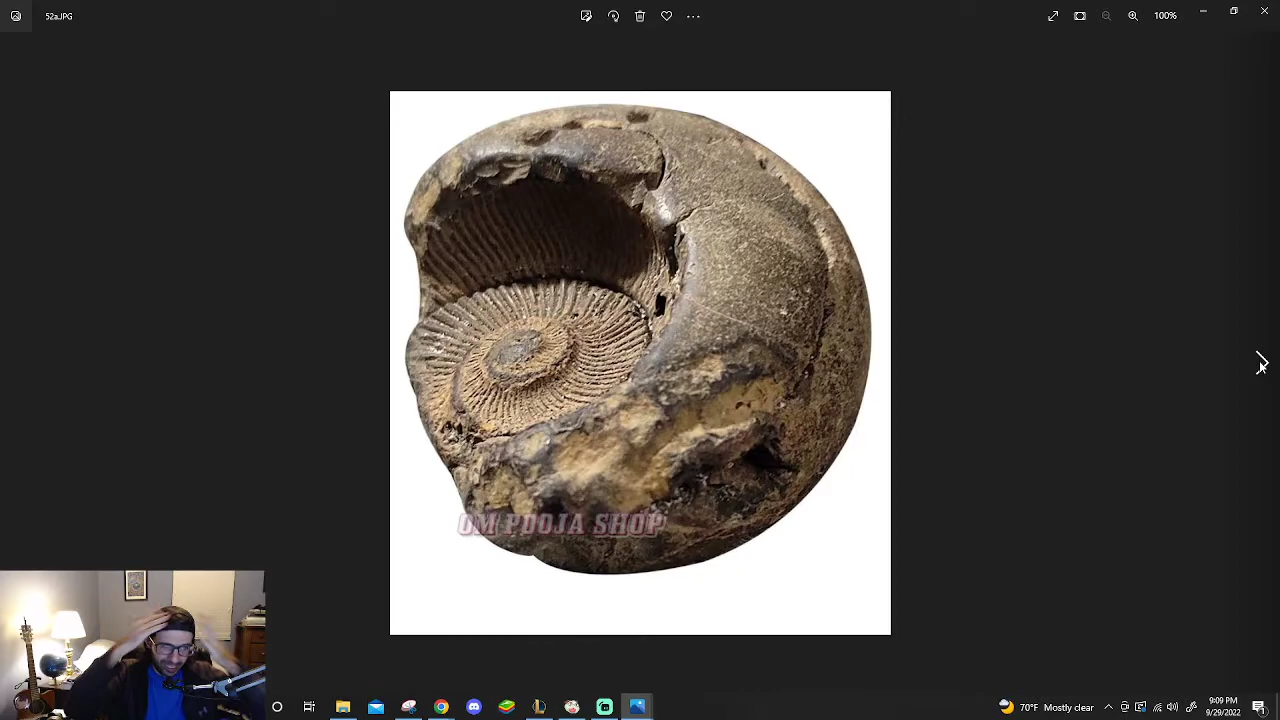 52a.JPG
100%
OM POOJA SHOP
70°F Mostly clear
9:09 PM
9/29/2022